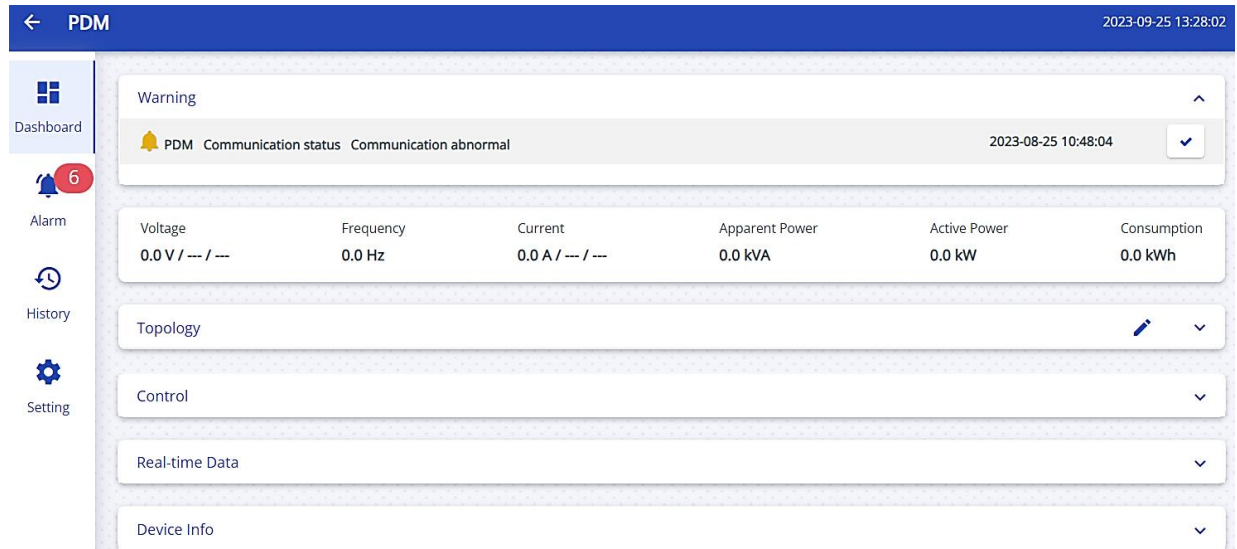 PDM 2023-09-25 13:28:02
Dashboard
6
Alarm
History
Setting
Warning
PDM Communication status Communication abnormal 2023-08-25 10:48:04
Voltage Frequency Current Apparent Power Active Power Consumption
0.0 V / --- / --- 0.0 Hz 0.0 A / --- / --- 0.0 kVA 0.0 kW 0.0 kWh
Topology
Control
Real-time Data
Device Info